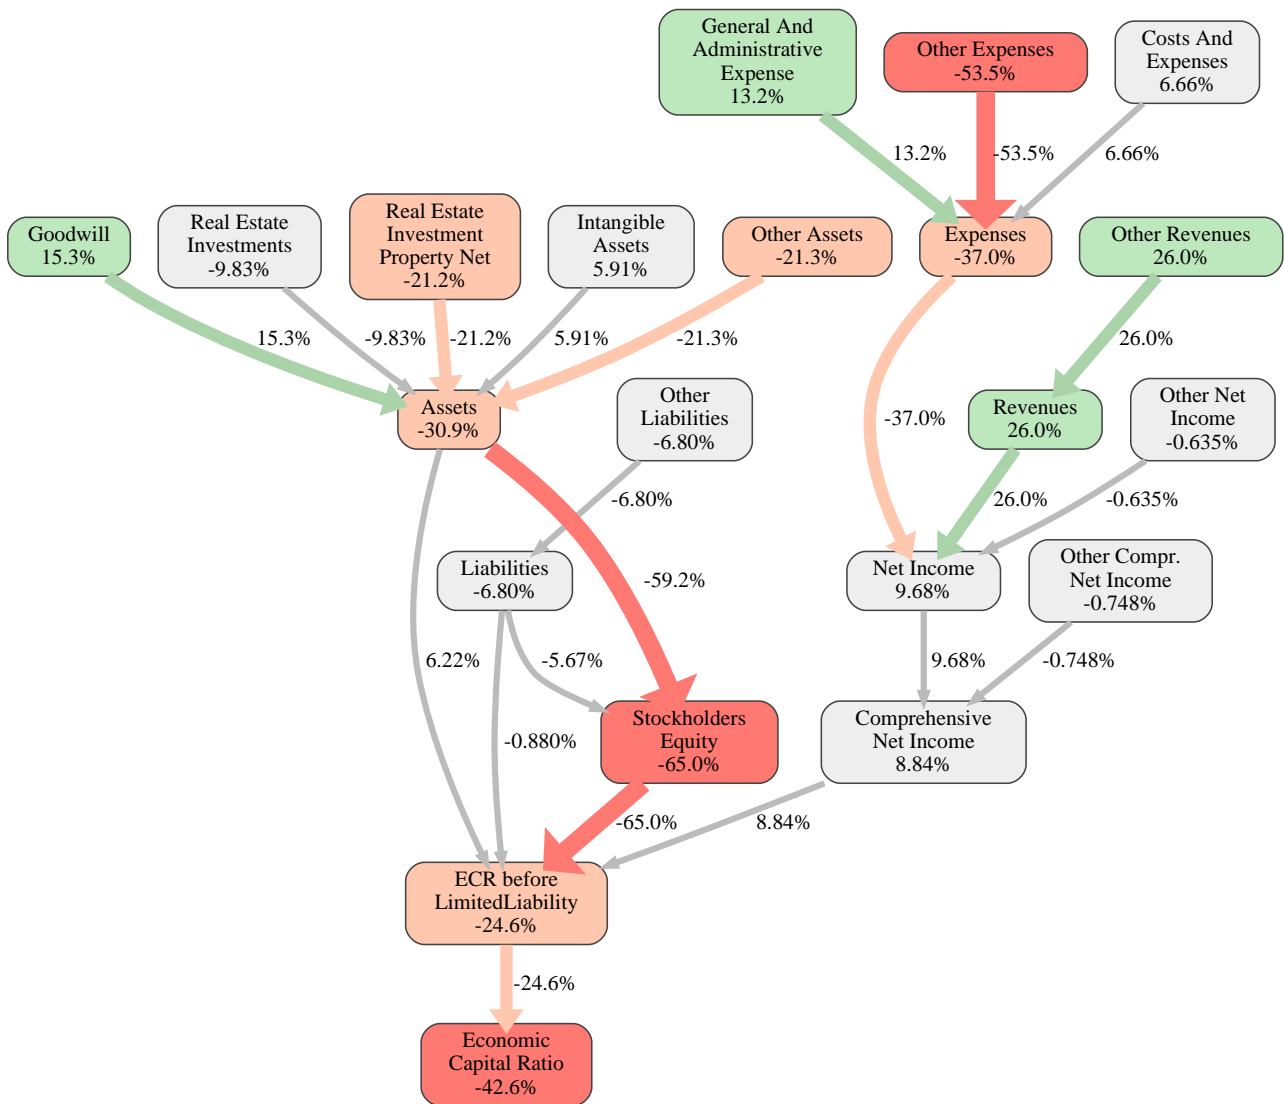 General And
Administrative
Expense
13.2%
Other Expenses
-53.5%
Costs And
Expenses
6.66%
13.2%
-53.5%
6.66%
Goodwill
15.3%
Real Estate
Investments
-9.83%
Real Estate
Investment
Property Net
-21.2%
Intangible
Assets
5.91%
Other Assets
-21.3%
Expenses
-37.0%
Other Revenues
26.0%
15.3%
-9.83%
-21.2%
5.91%
-21.3%
26.0%
Assets
-30.9%
Other
Liabilities
-6.80%
-37.0%
Revenues
26.0%
Other Net
Income
-0.635%
-6.80%
26.0%
-0.635%
Liabilities
-6.80%
-59.2%
Net Income
9.68%
Other Compr.
Net Income
-0.748%
6.22%
-5.67%
9.68%
-0.748%
-0.880%
Stockholders
Equity
-65.0%
Comprehensive
Net Income
8.84%
-65.0%
8.84%
ECR before
LimitedLiability
-24.6%
-24.6%
Economic
Capital Ratio
-42.6%